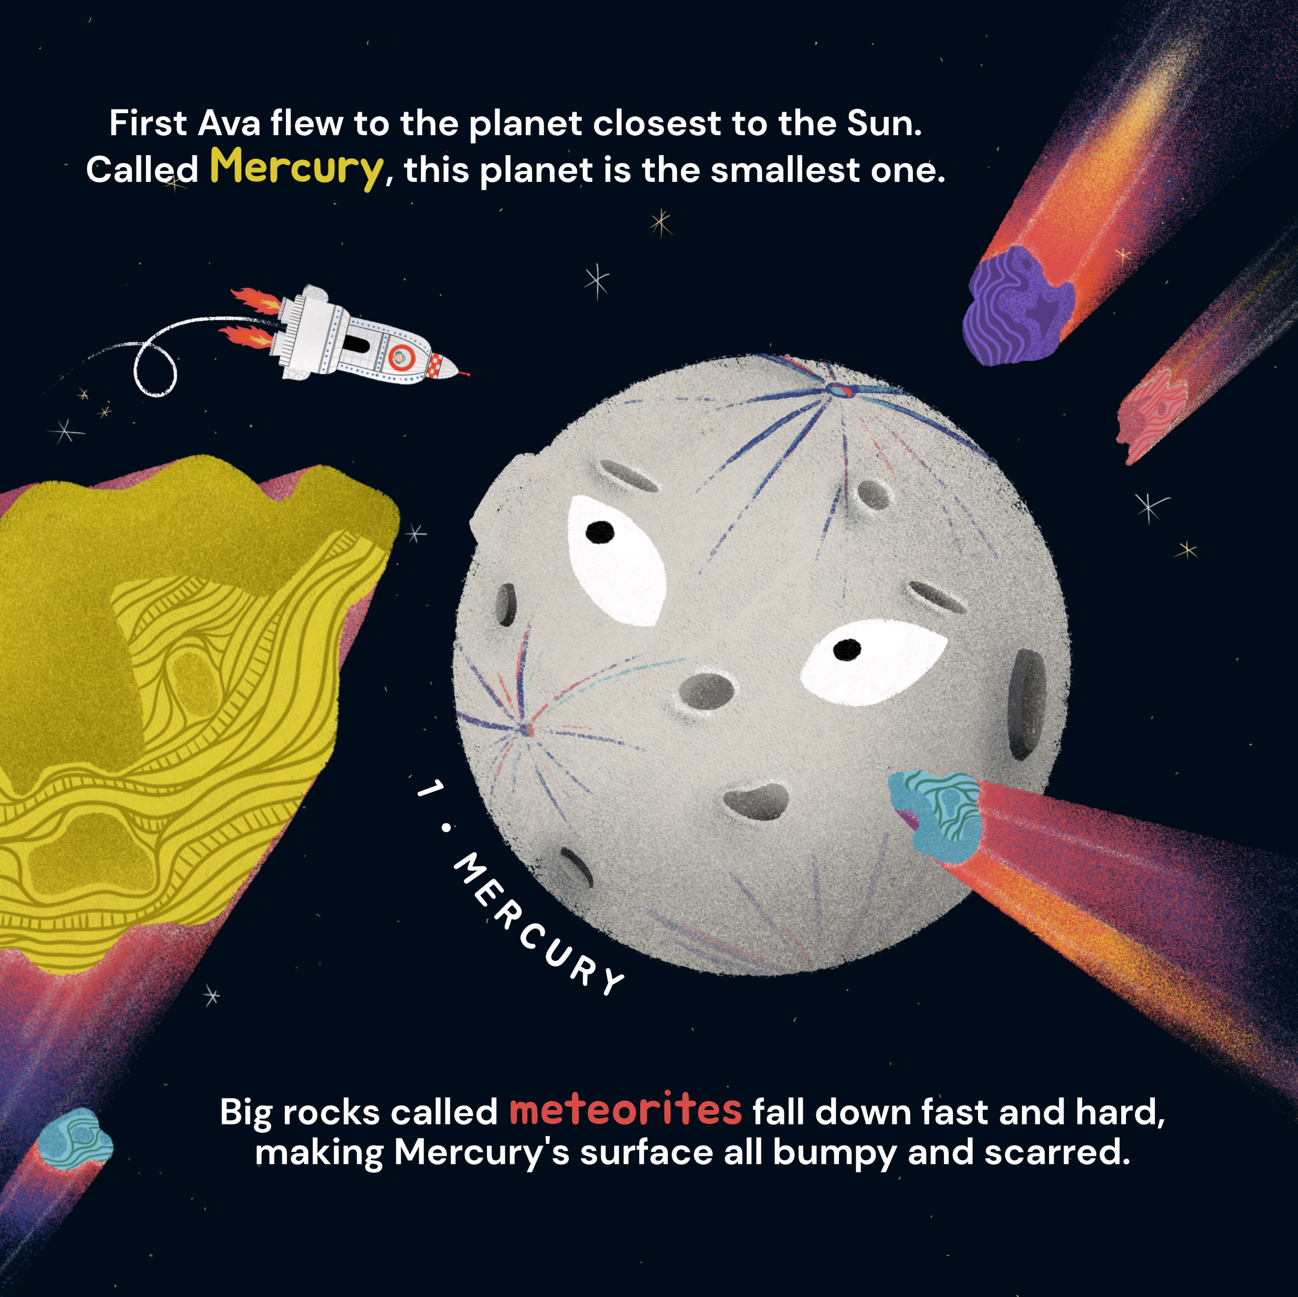 First Ava flew to the planet closest to the Sun.
Called Mercury, this planet is the smallest one.
1 • MERCURY
Big rocks called meteorites fall down fast and hard,
making Mercury's surface all bumpy and scarred.